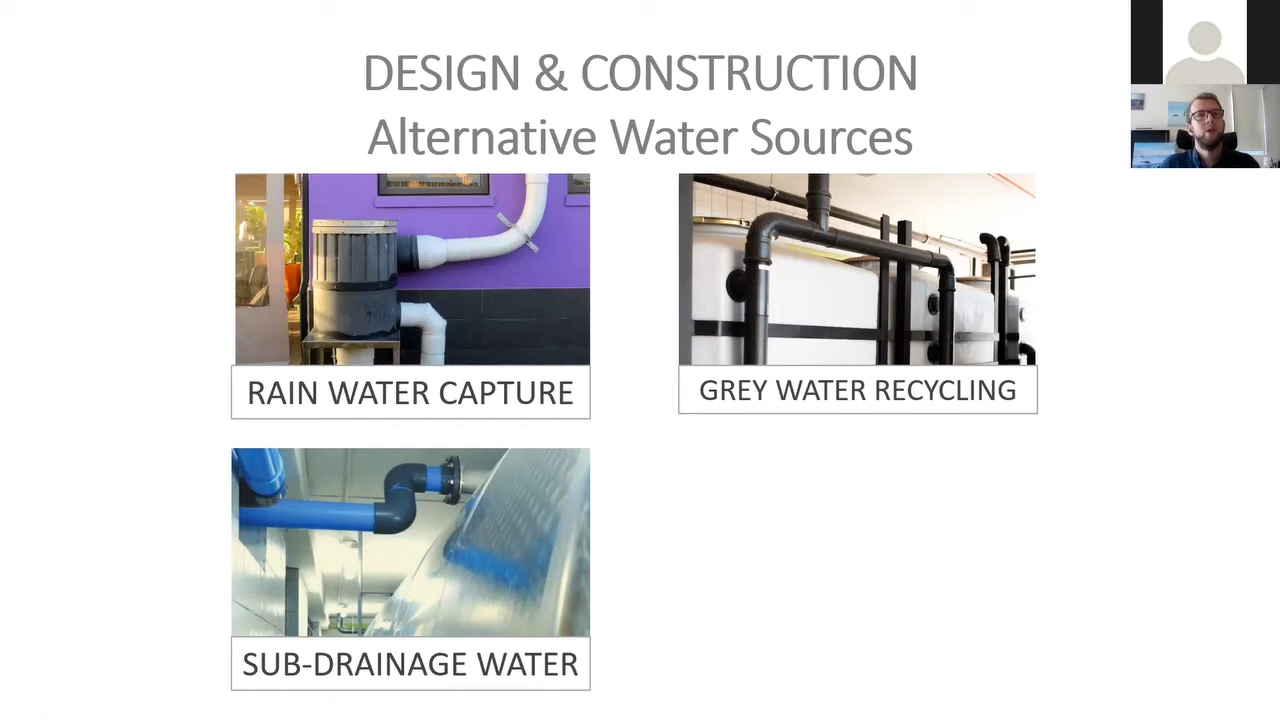 DESIGN & CONSTRUCTION
Alternative Water Sources
RAIN WATER CAPTURE
GREY WATER RECYCLING
SUB-DRAINAGE WATER